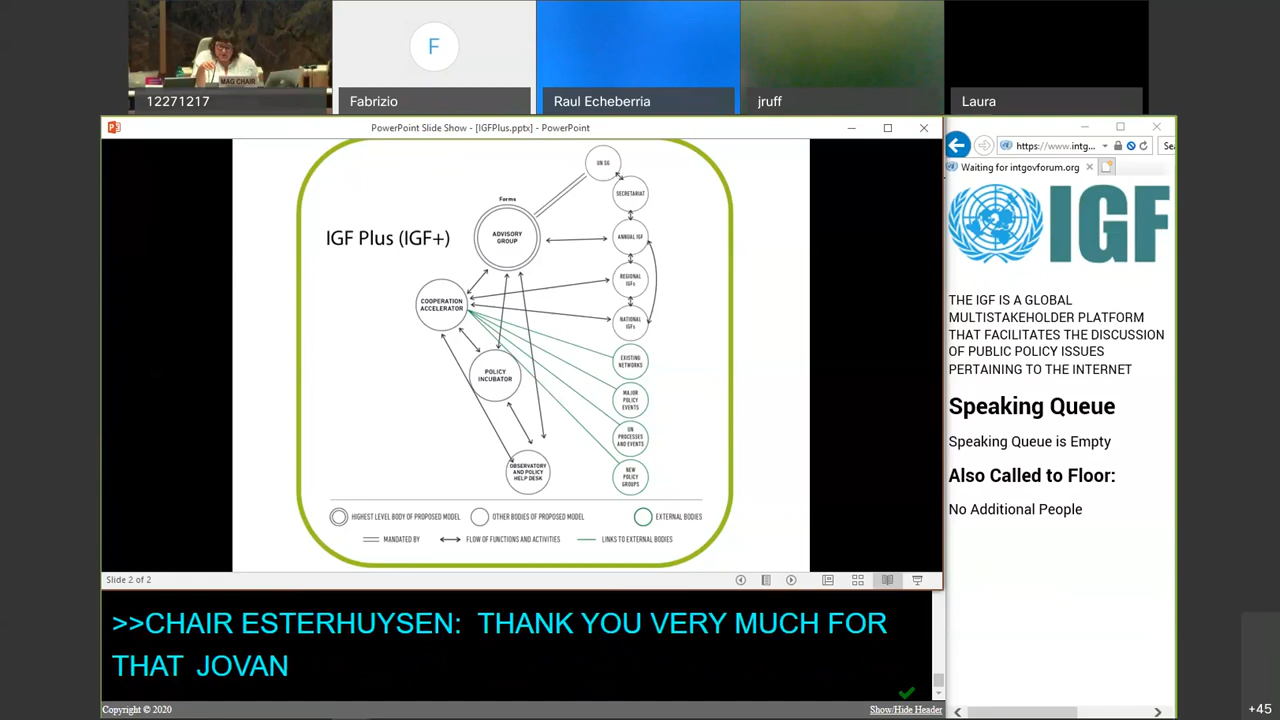 MAG CHAIR
F
12271217
Fabrizio
Raul Echeberria
jruff
Laura
PowerPoint Slide Show - [IGFPlus.pptx] - PowerPoint
IGF Plus (IGF+)
Forms
ADVISORY
GROUP
UN SG
SECRETARIAT
ANNUAL IGF
REGIONAL
IGFs
NATIONAL
IGFs
COOPERATION
ACCELERATOR
EXISTING
NETWORKS
POLICY
INCUBATOR
MAJOR
POLICY
EVENTS
UN
PROCESSES
AND EVENTS
OBSERVATORY
AND POLICY
HELP DESK
NEW
POLICY
GROUPS
HIGHEST LEVEL BODY OF PROPOSED MODEL
OTHER BODIES OF PROPOSED MODEL
EXTERNAL BODIES
MANDATED BY
FLOW OF FUNCTIONS AND ACTIVITIES
LINKS TO EXTERNAL BODIES
Slide 2 of 2
https://www.intg
Sea
Waiting for intgovforum.org
IGF
THE IGF IS A GLOBAL
MULTISTAKEHOLDER PLATFORM
THAT FACILITATES THE DISCUSSION
OF PUBLIC POLICY ISSUES
PERTAINING TO THE INTERNET
Speaking Queue
Speaking Queue is Empty
Also Called to Floor:
No Additional People
>>CHAIR ESTERHUYSEN: THANK YOU VERY MUCH FOR
THAT JOVAN
Copyright © 2020
Show/Hide Header
+45